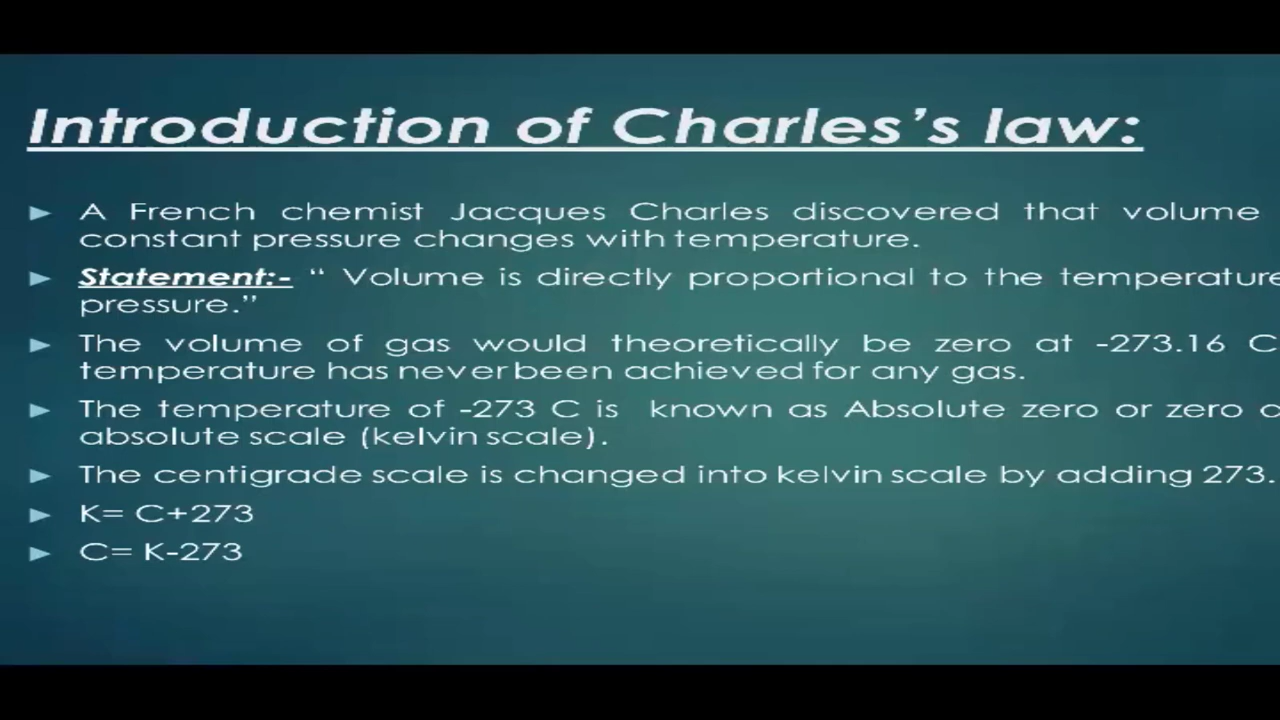 Introduction of Charles's law:
► A French chemist Jacques Charles discovered that volume
constant pressure changes with temperature.
► Statement:- “ Volume is directly proportional to the temperature
pressure.”
► The volume of gas would theoretically be zero at -273.16 C
temperature has never been achieved for any gas.
► The temperature of -273 C is known as Absolute zero or zero
absolute scale (kelvin scale).
► The centigrade scale is changed into kelvin scale by adding 273.
► K= C+273
► C= K-273